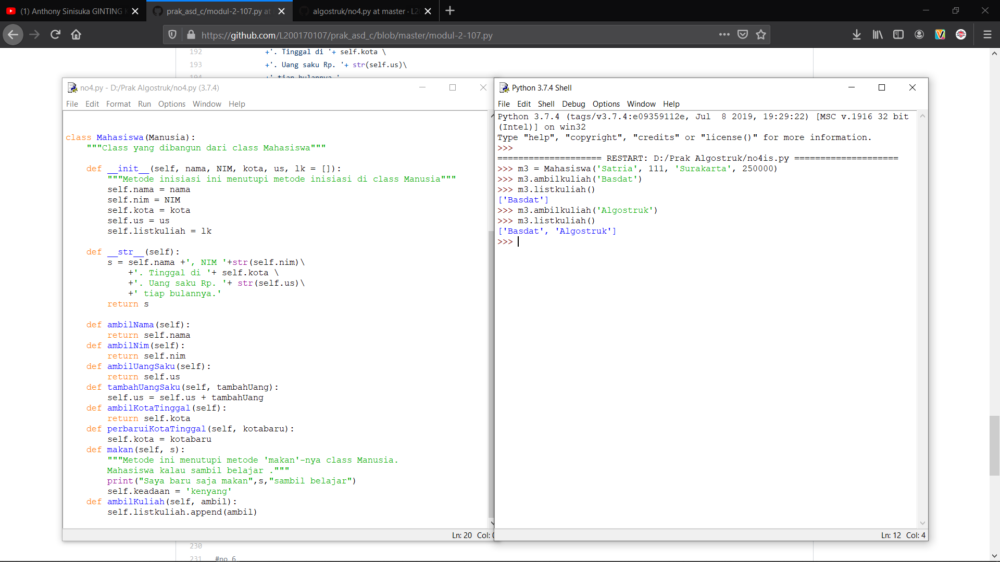 (1) Anthony Sinisuka GINTING
prak_asd_c/modul-2-107.py at
algostruk/no4.py at master · L20
https://github.com/L200170107/prak_asd_c/blob/master/modul-2-107.py
192 +'. Tinggal di '+ self.kota \
193 +'. Uang saku Rp. '+ str(self.us)\
194 +' tiap bulannya.'
no4.py - D:/Prak Algostruk/no4.py (3.7.4)
File Edit Format Run Options Window Help
class Mahasiswa(Manusia):
    """Class yang dibangun dari class Mahasiswa"""
    def __init__(self, nama, NIM, kota, us, lk = []):
        """Metode inisiasi ini menutupi metode inisiasi di class Manusia"""
        self.nama = nama
        self.nim = NIM
        self.kota = kota
        self.us = us
        self.listkuliah = lk
    def __str__(self):
        s = self.nama +', NIM '+str(self.nim)\
            +'. Tinggal di '+ self.kota \
            +'. Uang saku Rp. '+ str(self.us)\
            +' tiap bulannya.'
        return s
    def ambilNama(self):
        return self.nama
    def ambilNim(self):
        return self.nim
    def ambilUangSaku(self):
        return self.us
    def tambahUangSaku(self, tambahUang):
        self.us = self.us + tambahUang
    def ambilKotaTinggal(self):
        return self.kota
    def perbaruiKotaTinggal(self, kotabaru):
        self.kota = kotabaru
    def makan(self, s):
        """Metode ini menutupi metode 'makan'-nya class Manusia.
        Mahasiswa kalau sambil belajar ."""
        print("Saya baru saja makan",s,"sambil belajar")
        self.keadaan = 'kenyang'
    def ambilKuliah(self, ambil):
        self.listkuliah.append(ambil)
Ln: 20 Col:
Python 3.7.4 Shell
File Edit Shell Debug Options Window Help
Python 3.7.4 (tags/v3.7.4:e09359112e, Jul  8 2019, 19:29:22) [MSC v.1916 32 bit
(Intel)] on win32
Type "help", "copyright", "credits" or "license()" for more information.
>>>
==================== RESTART: D:/Prak Algostruk/no4is.py ====================
>>> m3 = Mahasiswa('Satria', 111, 'Surakarta', 250000)
>>> m3.ambilkuliah('Basdat')
>>> m3.listkuliah()
['Basdat']
>>> m3.ambilkuliah('Algostruk')
>>> m3.listkuliah()
['Basdat', 'Algostruk']
>>>
Ln: 12 Col: 4
230
231 #no 6